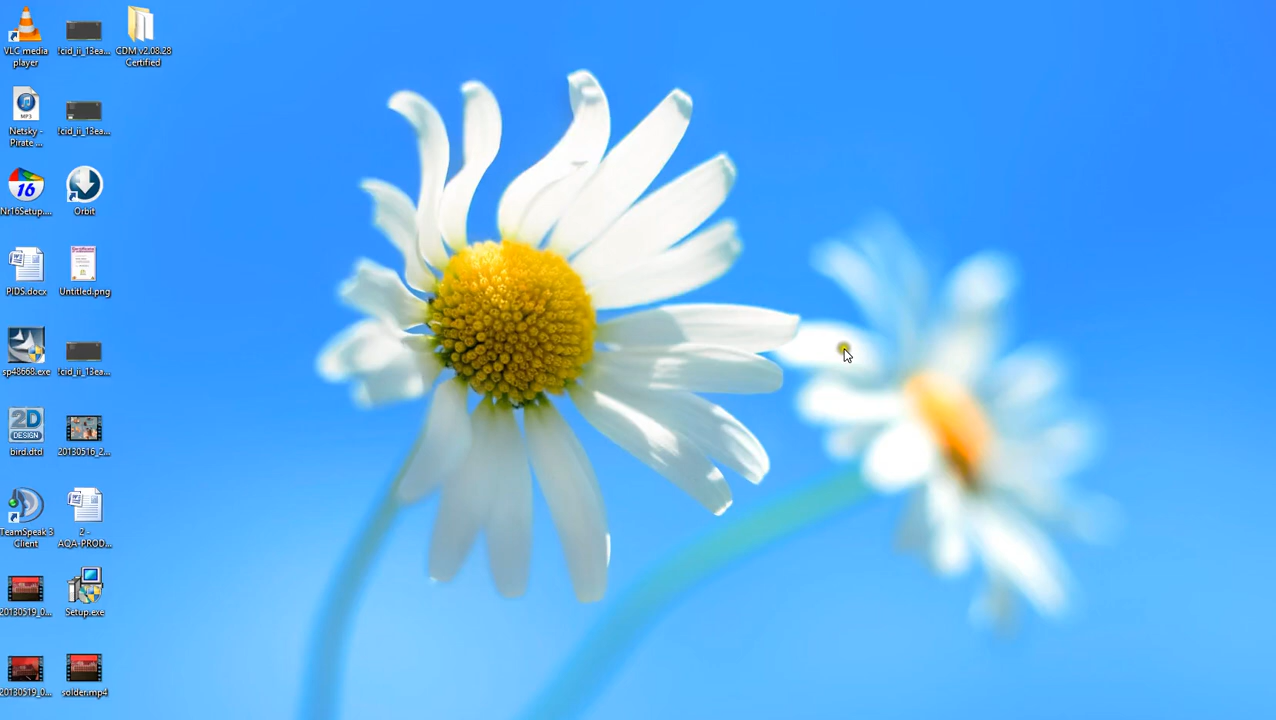 VLC media
player
!cid_ii_13ea...
CDM v2.08.28
Certified
MP3
Netsky -
Pirate ...
!cid_ii_13ea...
16
Nr16Setup....
Orbit
PIDS.docx
Untitled.png
sp48668.exe
!cid_ii_13ea...
2D
DESIGN
bird.dtd
20130516_2...
TeamSpeak 3
Client
2 -
AQA-PROD...
20130519_0...
Setup.exe
20130519_0...
solder.mp4